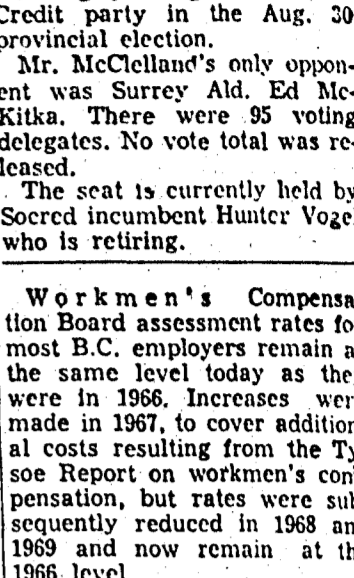 Credit party in the Aug. 30
provincial election.
Mr. McClelland's only oppon-
ent was Surrey Ald. Ed Mc-
Kitka. There were 95 voting
delegates. No vote total was re-
leased.
The seat is currently held by
Socred incumbent Hunter Voge
who is retiring.
Workmen's Compensa
tion Board assessment rates fo
most B.C. employers remain a
the same level today as the
were in 1966. Increases wer
made in 1967, to cover addition
al costs resulting from the Ty
soe Report on workmen's com
pensation, but rates were sub
sequently reduced in 1968 an
1969 and now remain at th
1966 level